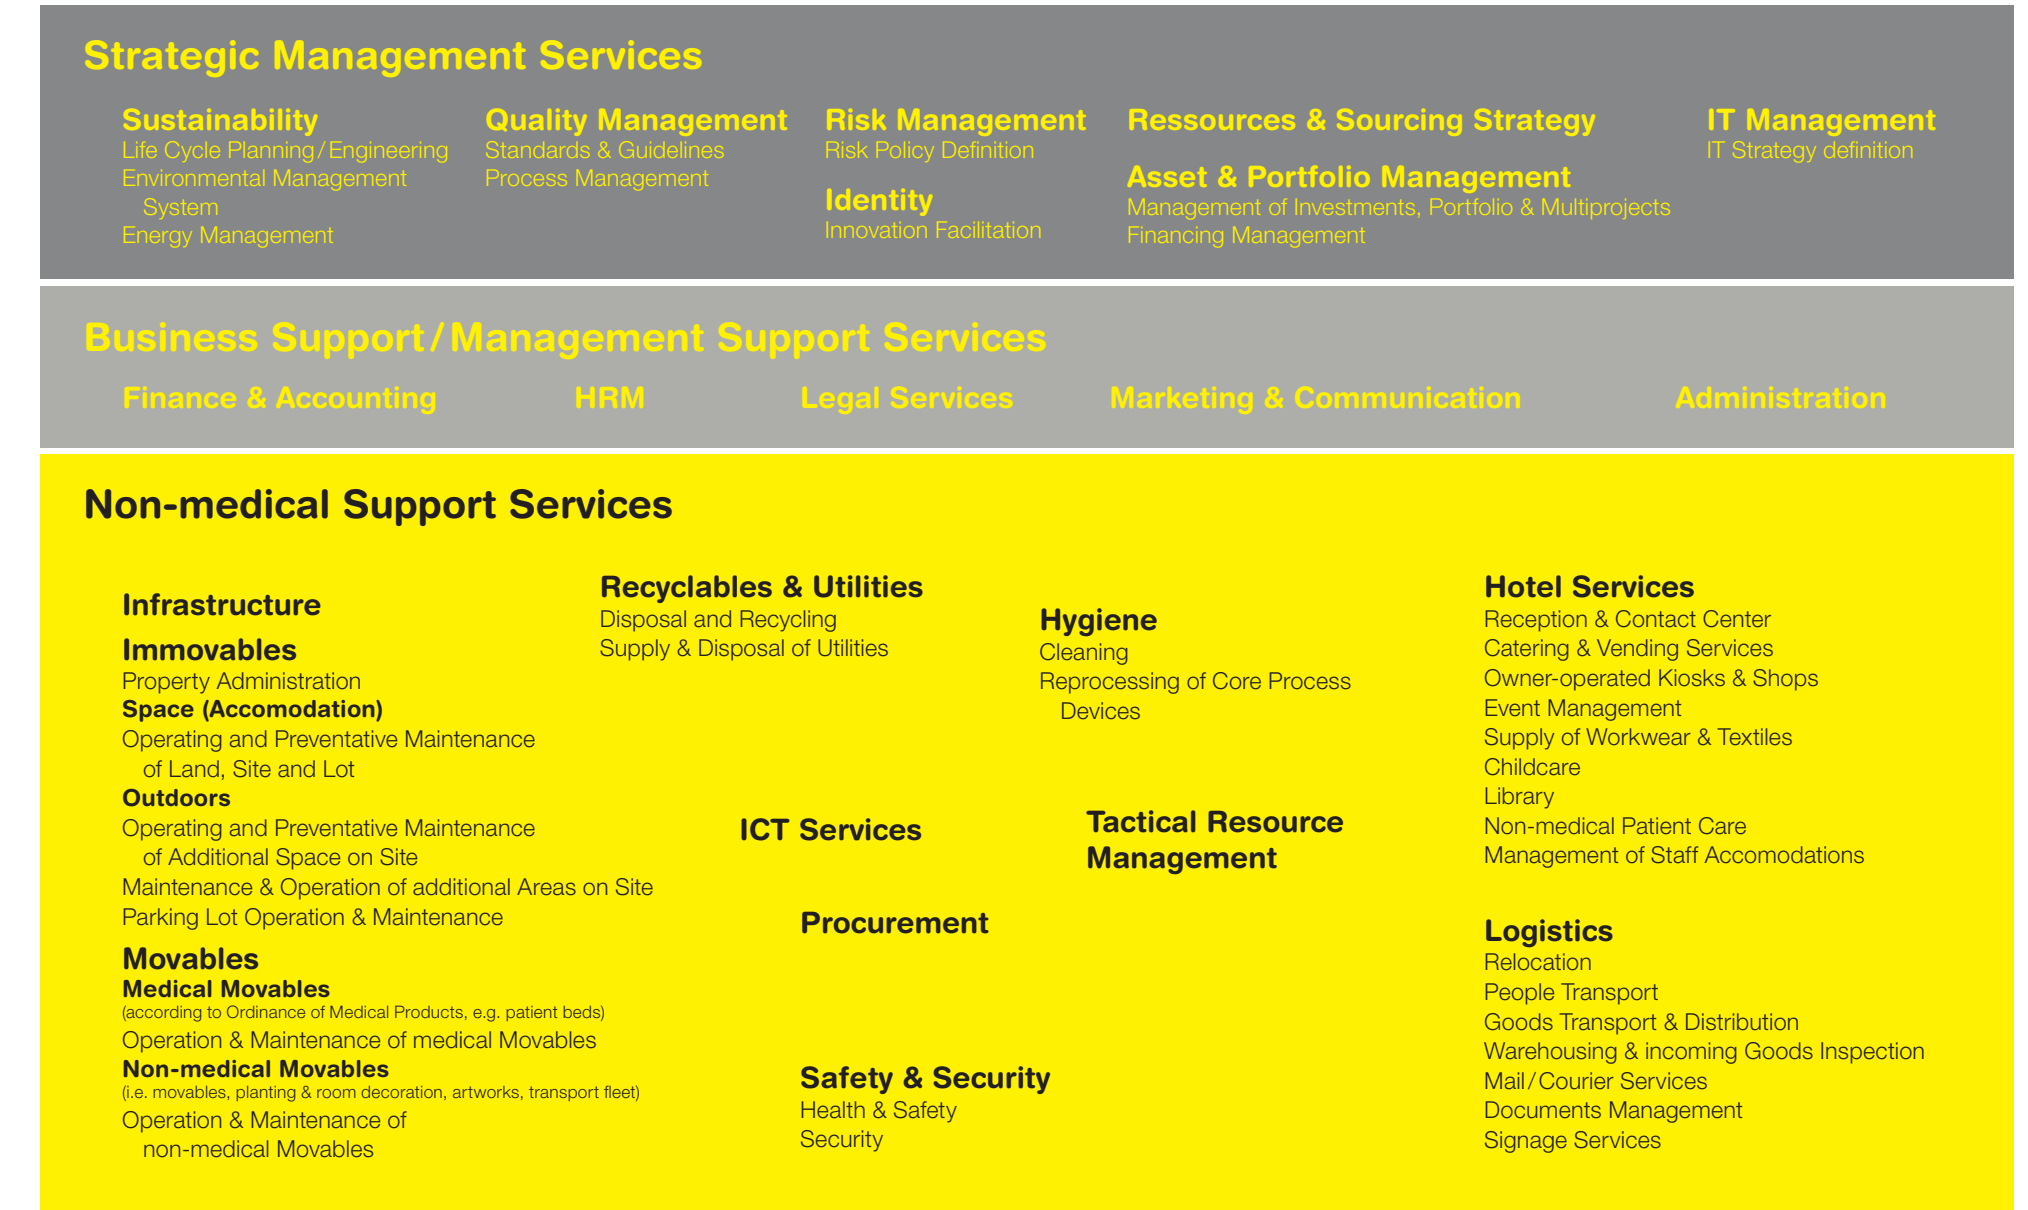 Strategic Management Services
Sustainability
Life Cycle Planning/Engineering
Environmental Management
System
Energy Management
Quality Management
Standards & Guidelines
Process Management
Risk Management
Risk Policy Definition
Identity
Innovation Facilitation
Ressources & Sourcing Strategy
Asset & Portfolio Management
Management of Investments, Portfolio & Multiprojects
Financing Management
IT Management
IT Strategy definition
Business Support/Management Support Services
Finance & Accounting
HRM
Legal Services
Marketing & Communication
Administration
Non-medical Support Services
Infrastructure
Immovables
Property Administration
Space (Accomodation)
Operating and Preventative Maintenance
of Land, Site and Lot
Outdoors
Operating and Preventative Maintenance
of Additional Space on Site
Maintenance & Operation of additional Areas on Site
Parking Lot Operation & Maintenance
Movables
Medical Movables
(according to Ordinance of Medical Products, e.g. patient beds)
Operation & Maintenance of medical Movables
Non-medical Movables
(i.e. movables, planting & room decoration, artworks, transport fleet)
Operation & Maintenance of
non-medical Movables
Recyclables & Utilities
Disposal and Recycling
Supply & Disposal of Utilities
Hygiene
Cleaning
Reprocessing of Core Process
Devices
ICT Services
Tactical Resource
Management
Procurement
Safety & Security
Health & Safety
Security
Hotel Services
Reception & Contact Center
Catering & Vending Services
Owner-operated Kiosks & Shops
Event Management
Supply of Workwear & Textiles
Childcare
Library
Non-medical Patient Care
Management of Staff Accomodations
Logistics
Relocation
People Transport
Goods Transport & Distribution
Warehousing & incoming Goods Inspection
Mail/Courier Services
Documents Management
Signage Services